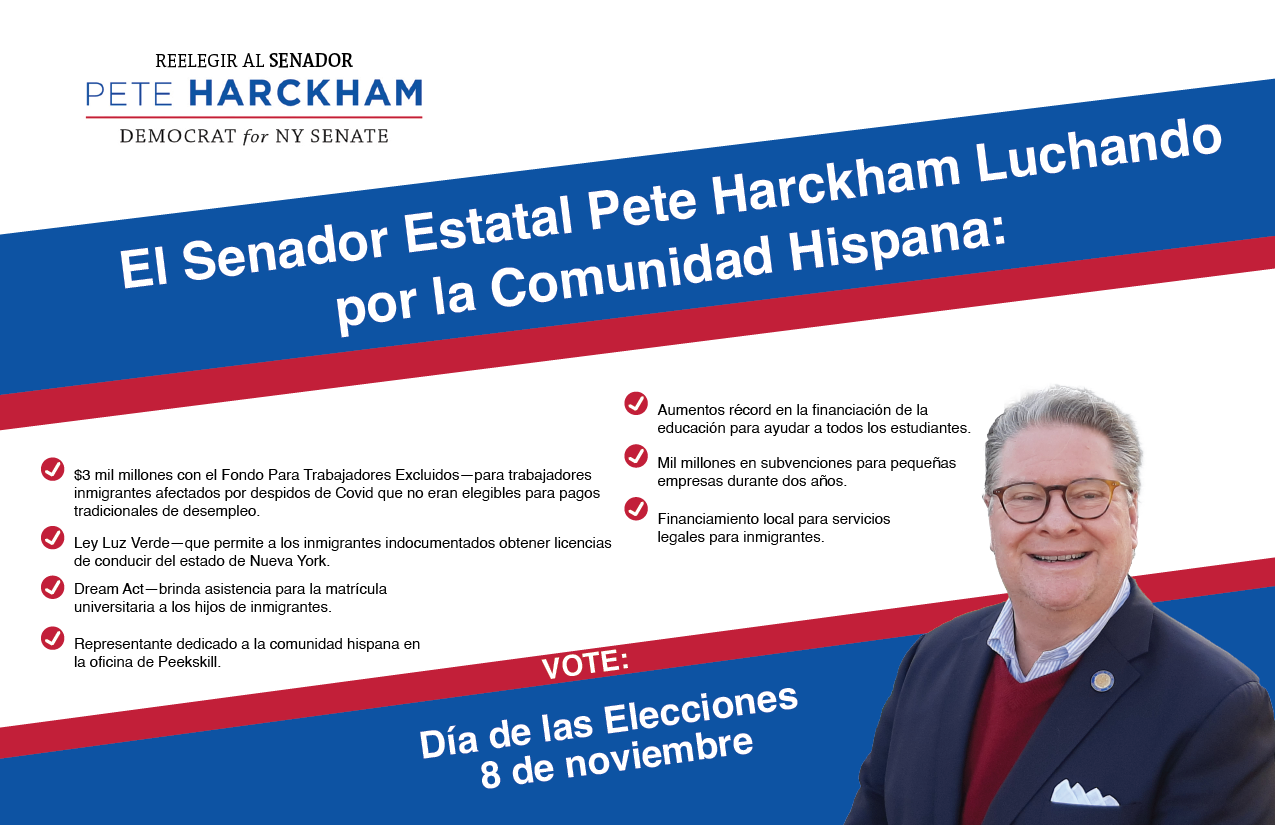 REELEGIR AL SENADOR
PETE HARCKHAM
DEMOCRAT for NY SENATE
El Senador Estatal Pete Harckham Luchando
por la Comunidad Hispana:
$3 mil millones con el Fondo Para Trabajadores Excluidos—para trabajadores
inmigrantes afectados por despidos de Covid que no eran elegibles para pagos
tradicionales de desempleo.
Ley Luz Verde—que permite a los inmigrantes indocumentados obtener licencias
de conducir del estado de Nueva York.
Dream Act—brinda asistencia para la matrícula
universitaria a los hijos de inmigrantes.
Representante dedicado a la comunidad hispana en
la oficina de Peekskill.
Aumentos récord en la financiación de la
educación para ayudar a todos los estudiantes.
Mil millones en subvenciones para pequeñas
empresas durante dos años.
Financiamiento local para servicios
legales para inmigrantes.
VOTE:
Día de las Elecciones
8 de noviembre